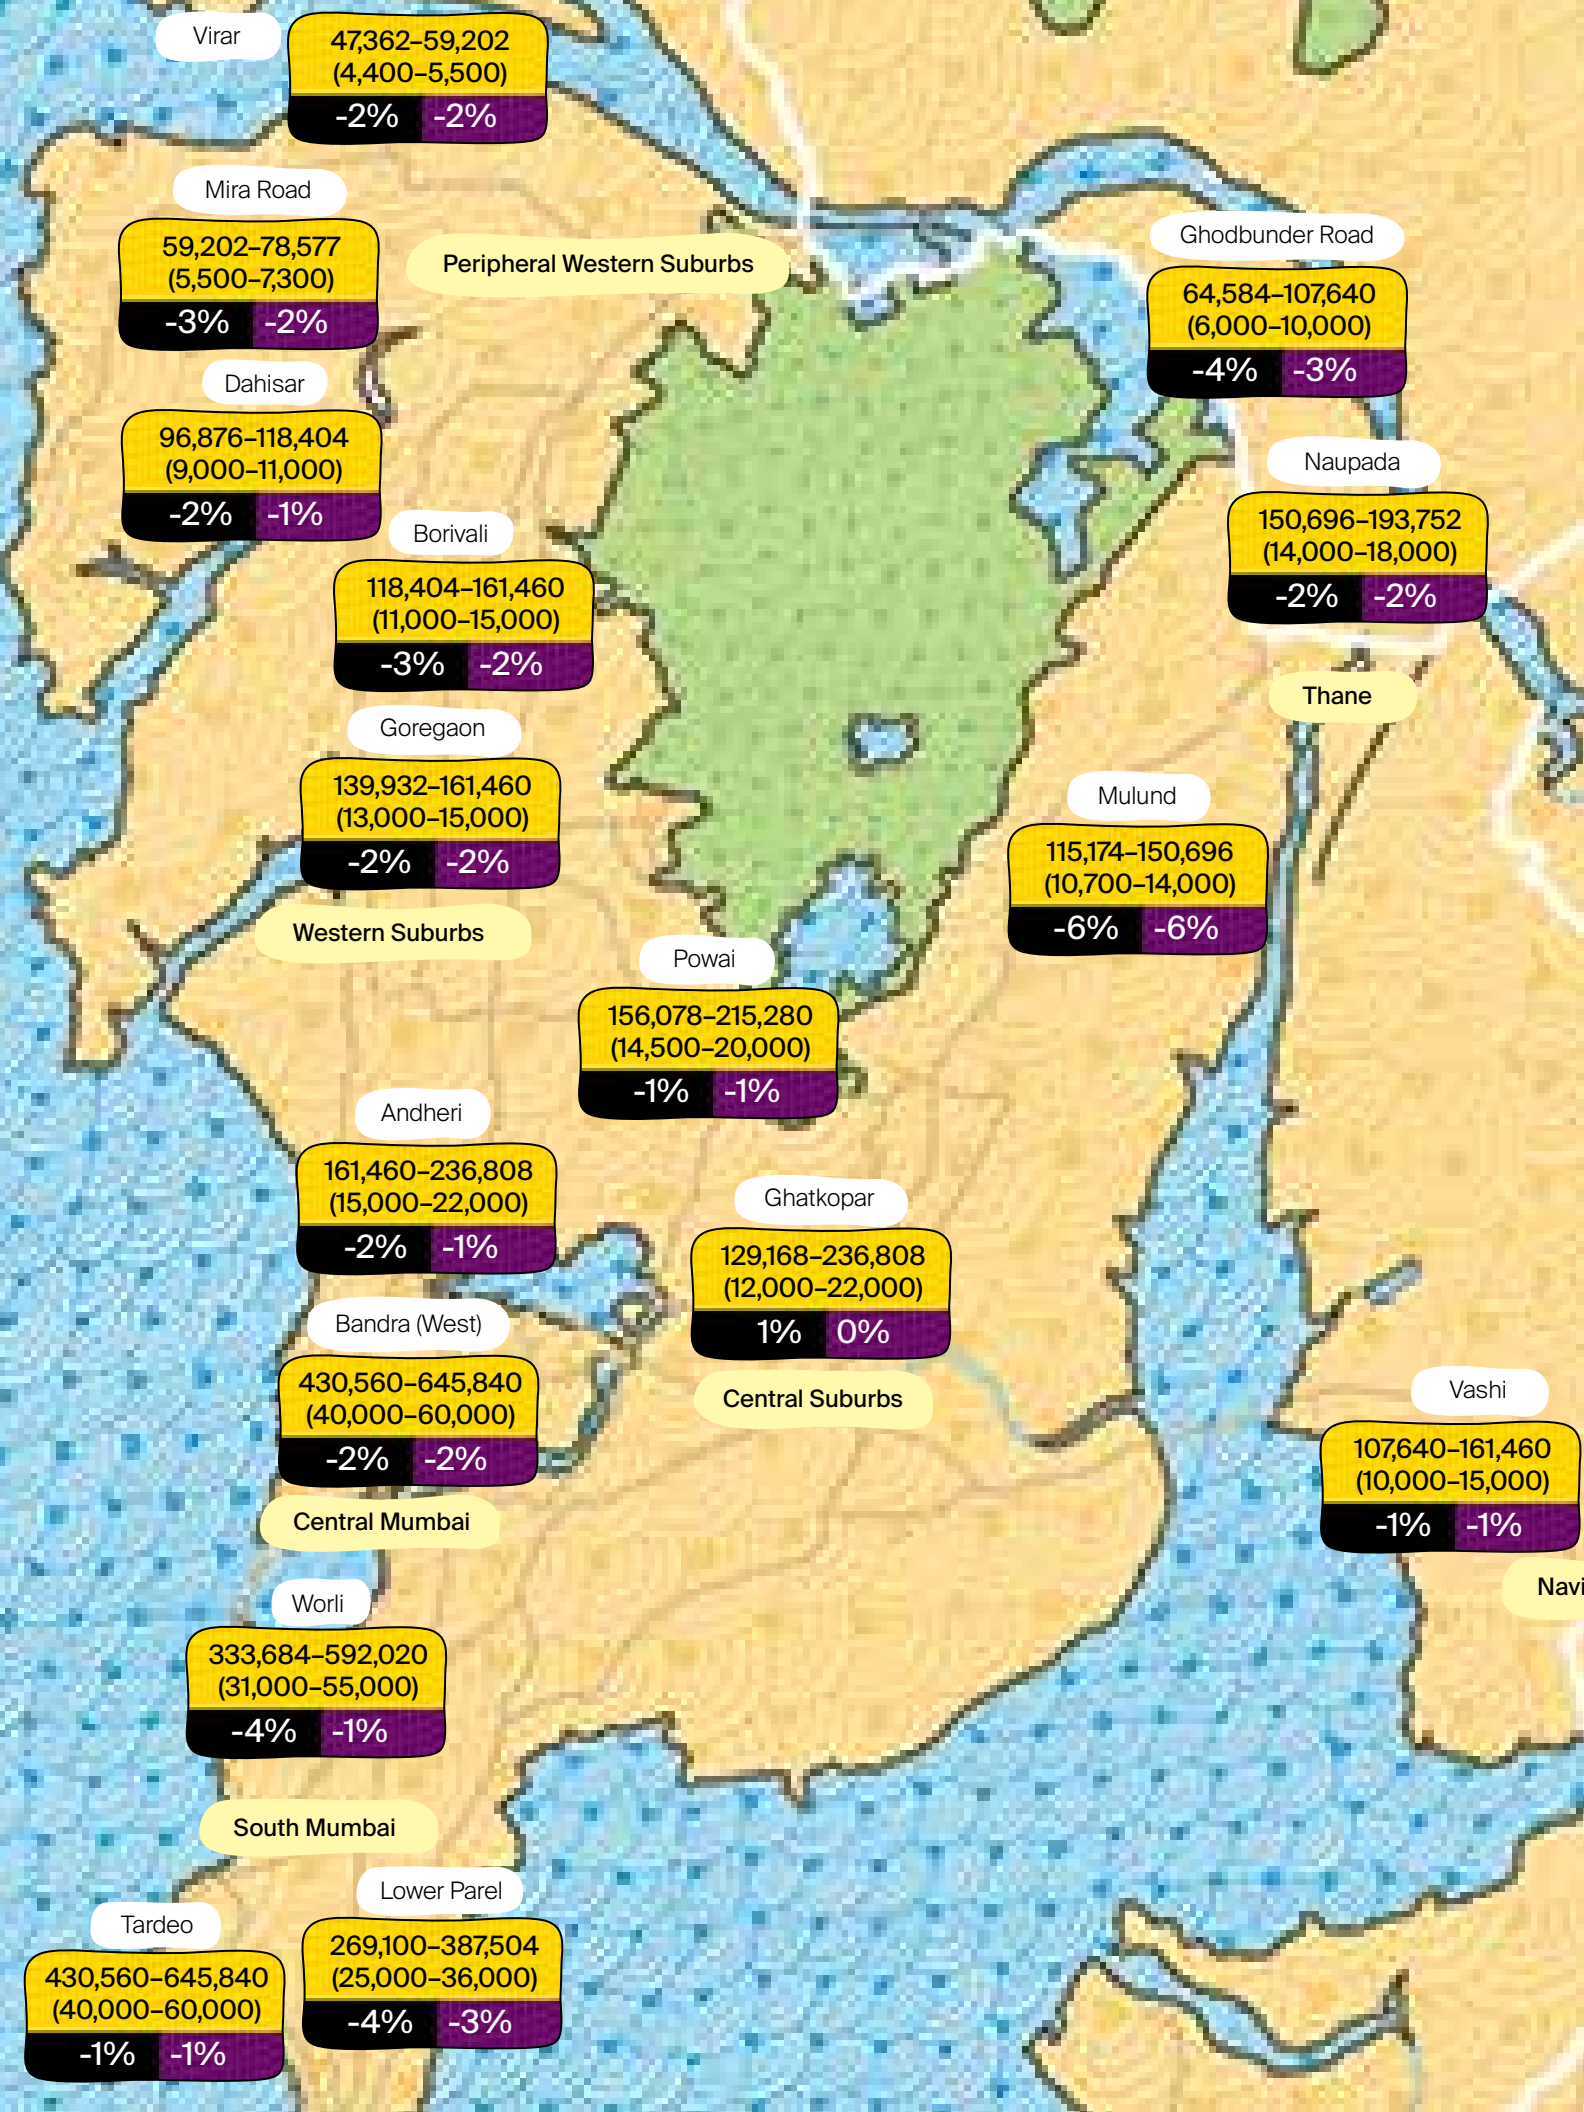 Virar
47,362–59,202
(4,400–5,500)
-2% -2%
Mira Road
59,202–78,577
(5,500–7,300)
-3% -2%
Peripheral Western Suburbs
Ghodbunder Road
64,584–107,640
(6,000–10,000)
-4% -3%
Dahisar
96,876–118,404
(9,000–11,000)
-2% -1%
Naupada
150,696–193,752
(14,000–18,000)
-2% -2%
Thane
Borivali
118,404–161,460
(11,000–15,000)
-3% -2%
Goregaon
139,932–161,460
(13,000–15,000)
-2% -2%
Western Suburbs
Mulund
115,174–150,696
(10,700–14,000)
-6% -6%
Powai
156,078–215,280
(14,500–20,000)
-1% -1%
Andheri
161,460–236,808
(15,000–22,000)
-2% -1%
Ghatkopar
129,168–236,808
(12,000–22,000)
1% 0%
Central Suburbs
Bandra (West)
430,560–645,840
(40,000–60,000)
-2% -2%
Central Mumbai
Vashi
107,640–161,460
(10,000–15,000)
-1% -1%
Navi
Worli
333,684–592,020
(31,000–55,000)
-4% -1%
South Mumbai
Lower Parel
269,100–387,504
(25,000–36,000)
-4% -3%
Tardeo
430,560–645,840
(40,000–60,000)
-1% -1%